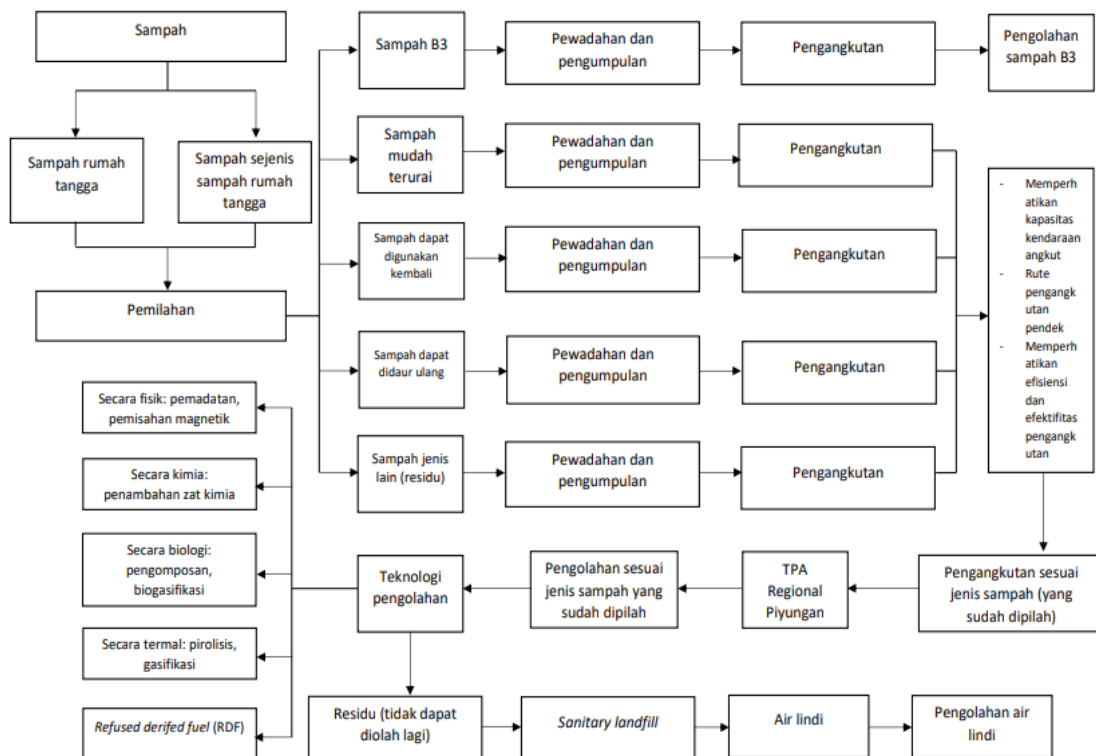 Sampah
Sampah rumah
tangga
Sampah sejenis
sampah rumah
tangga
Pemilahan
Sampah B3
Pewadahan dan
pengumpulan
Pengangkutan
Pengolahan
sampah B3
Sampah
mudah
terurai
Pewadahan dan
pengumpulan
Pengangkutan
Sampah dapat
digunakan
kembali
Pewadahan dan
pengumpulan
Pengangkutan
Sampah dapat
didaur ulang
Pewadahan dan
pengumpulan
Pengangkutan
Sampah jenis
lain (residu)
Pewadahan dan
pengumpulan
Pengangkutan
- Memperh
atikan
kapasitas
kendaraan
angkut
- Rute
pengangk
utan
pendek
- Memperh
atikan
efisiensi
dan
efektifitas
pengangk
utan
Pengangkutan sesuai
jenis sampah (yang
sudah dipilah)
TPA
Regional
Piyungan
Pengolahan sesuai
jenis sampah yang
sudah dipilah
Teknologi
pengolahan
Secara fisik: pemadatan,
pemisahan magnetik
Secara kimia:
penambahan zat kimia
Secara biologi:
pengomposan,
biogasifikasi
Secara termal: pirolisis,
gasifikasi
Refused derifed fuel (RDF)
Residu (tidak dapat
diolah lagi)
Sanitary landfill
Air lindi
Pengolahan air
lindi